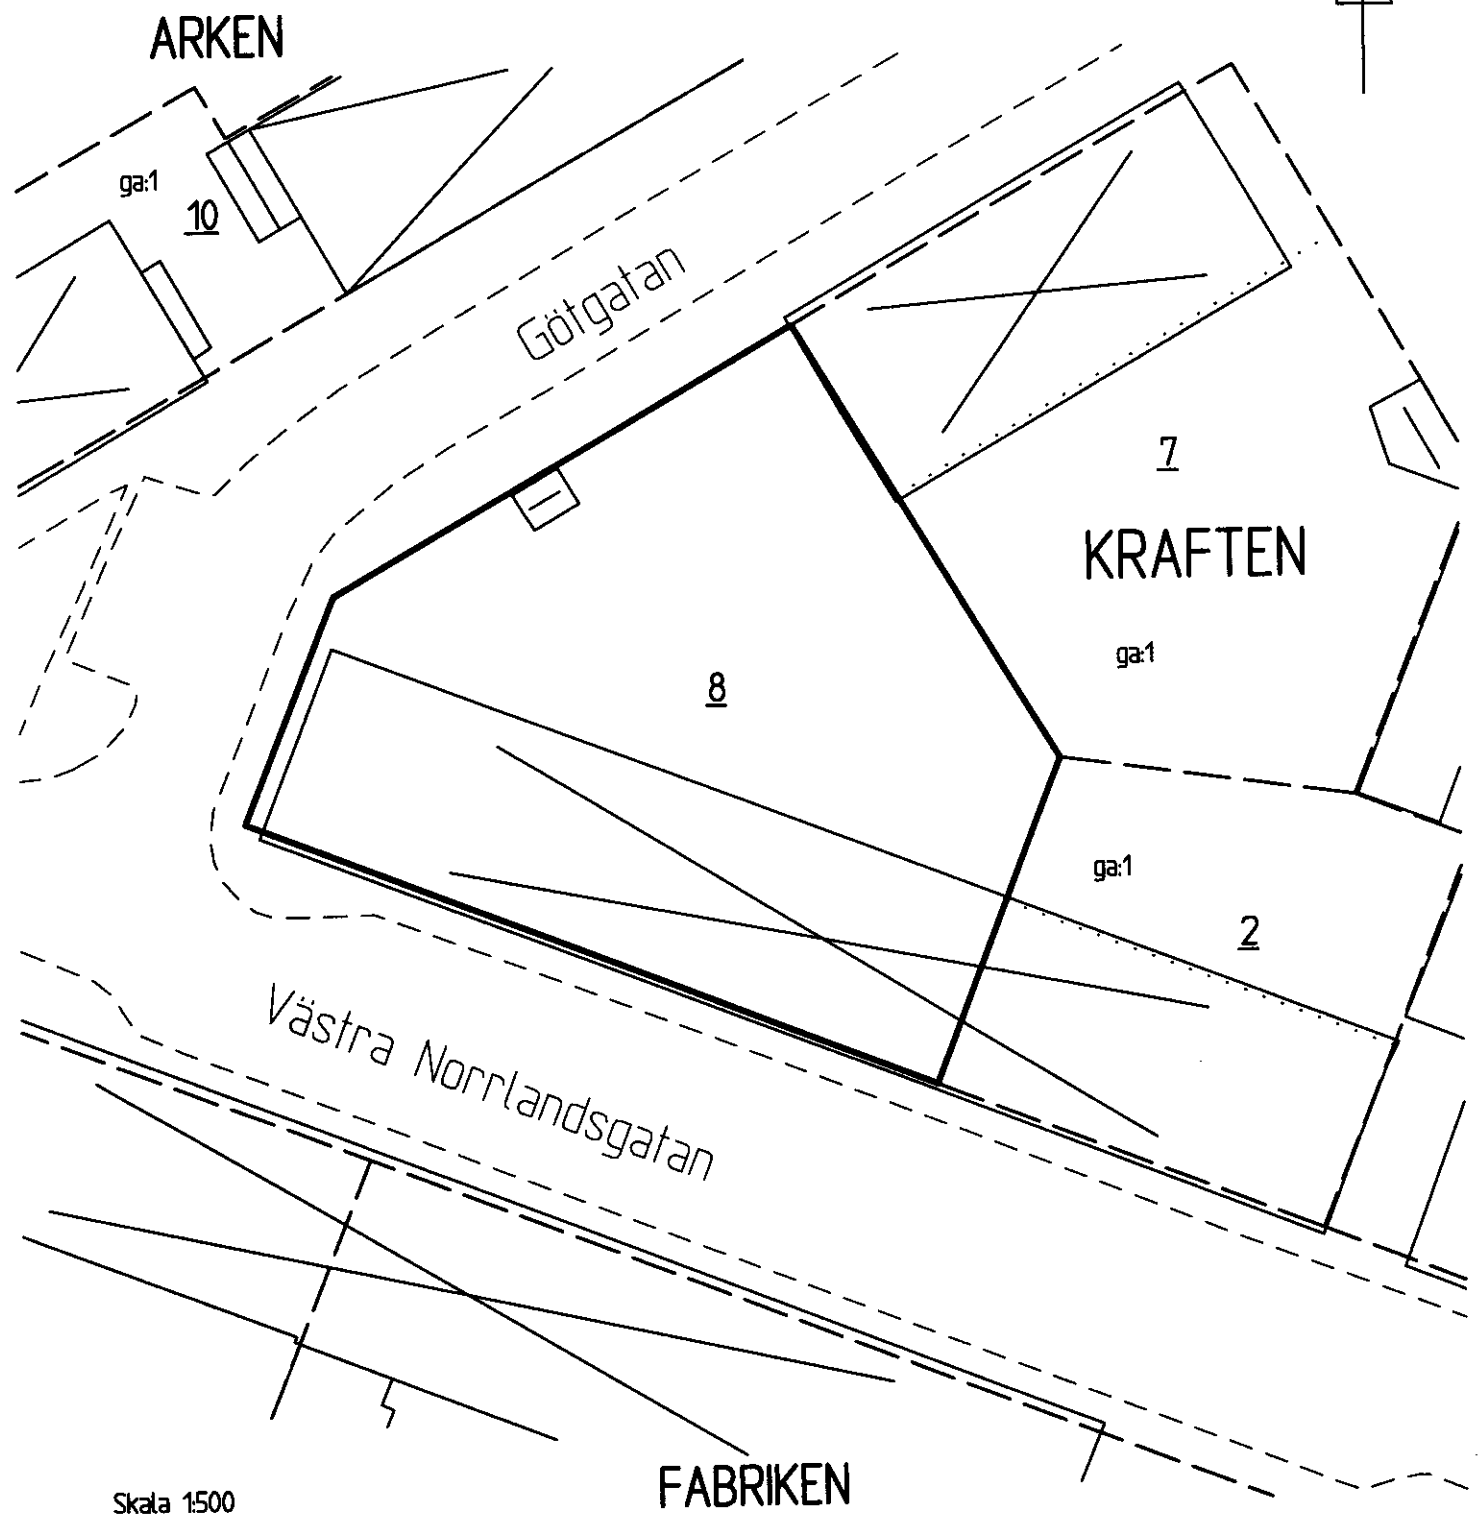 ARKEN
ga:1
10
Götgatan
7
KRAFTEN
ga:1
8
ga:1
2
Västra Norrlandsgatan
FABRIKEN
Skala 1:500